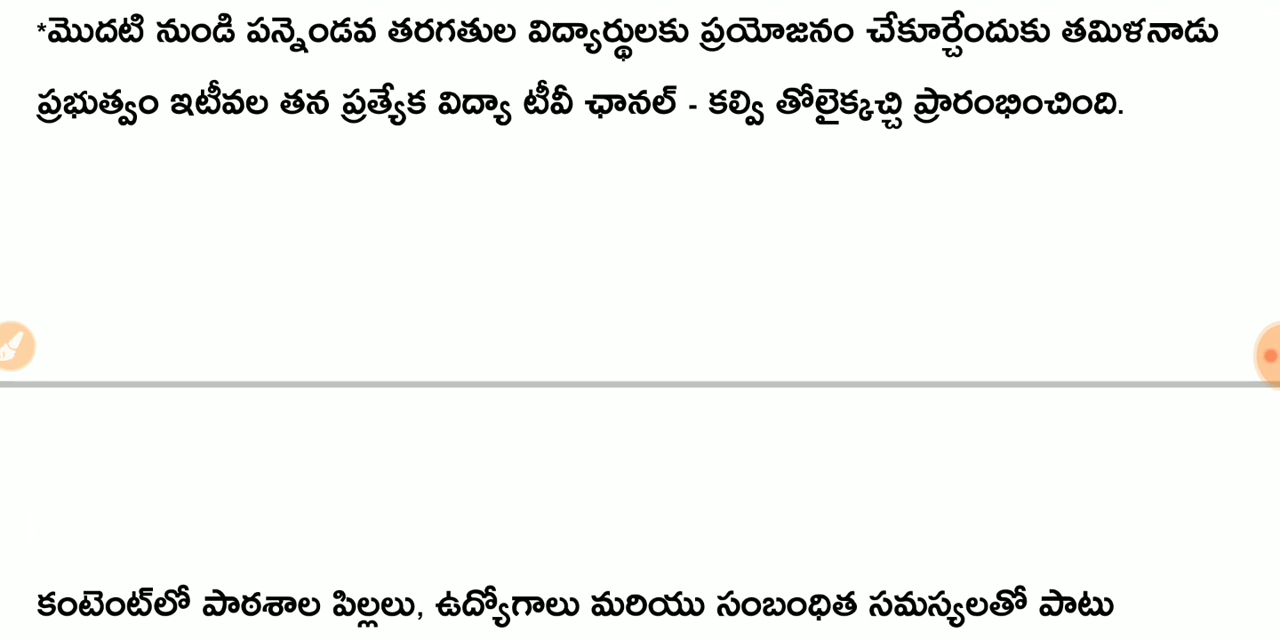 *మొదటి నుండి పన్నెండవ తరగతుల విద్యార్థులకు ప్రయోజనం చేకూర్చేందుకు తమిళనాడు
ప్రభుత్వం ఇటీవల తన ప్రత్యేక విద్యా టీవీ ఛానల్ - కల్వి తోలైక్కచ్చి ప్రారంభించింది.
కంటెంట్‌లో పాఠశాల పిల్లలు, ఉద్యోగాలు మరియు సంబంధిత సమస్యలతో పాటు